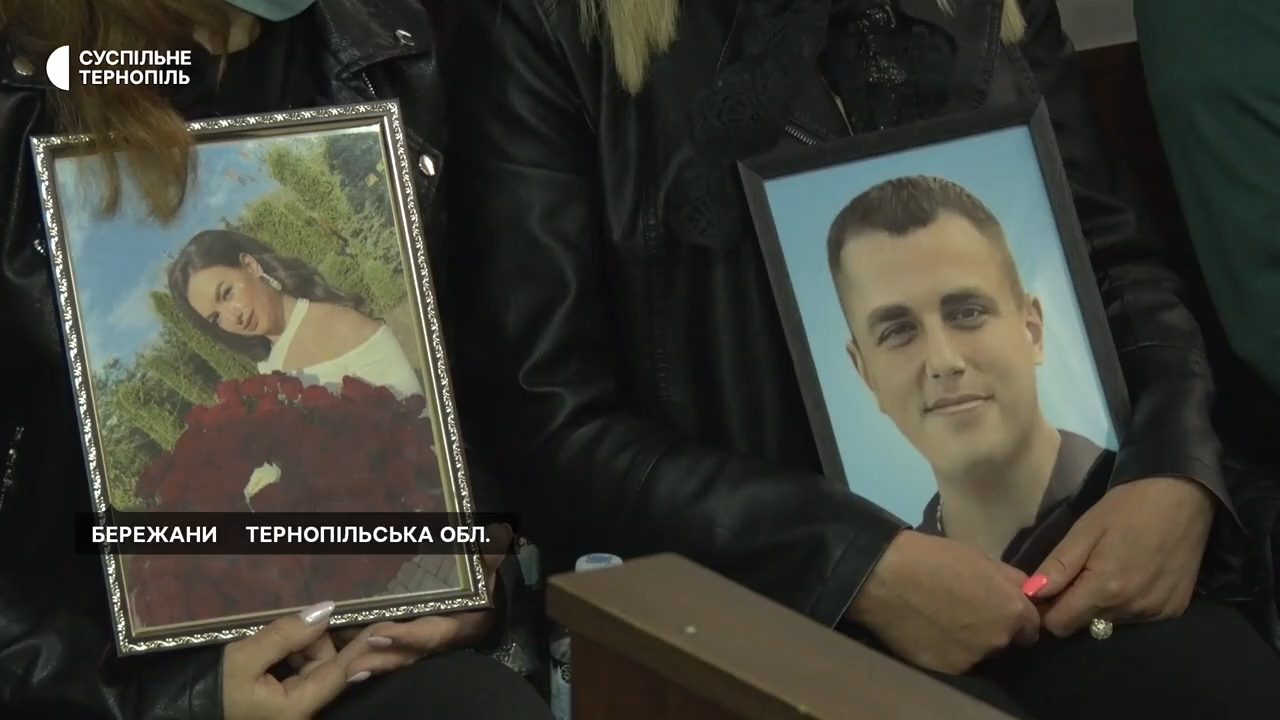 СУСПІЛЬНЕ
ТЕРНОПІЛЬ
БЕРЕЖАНИ ТЕРНОПІЛЬСЬКА ОБЛ.